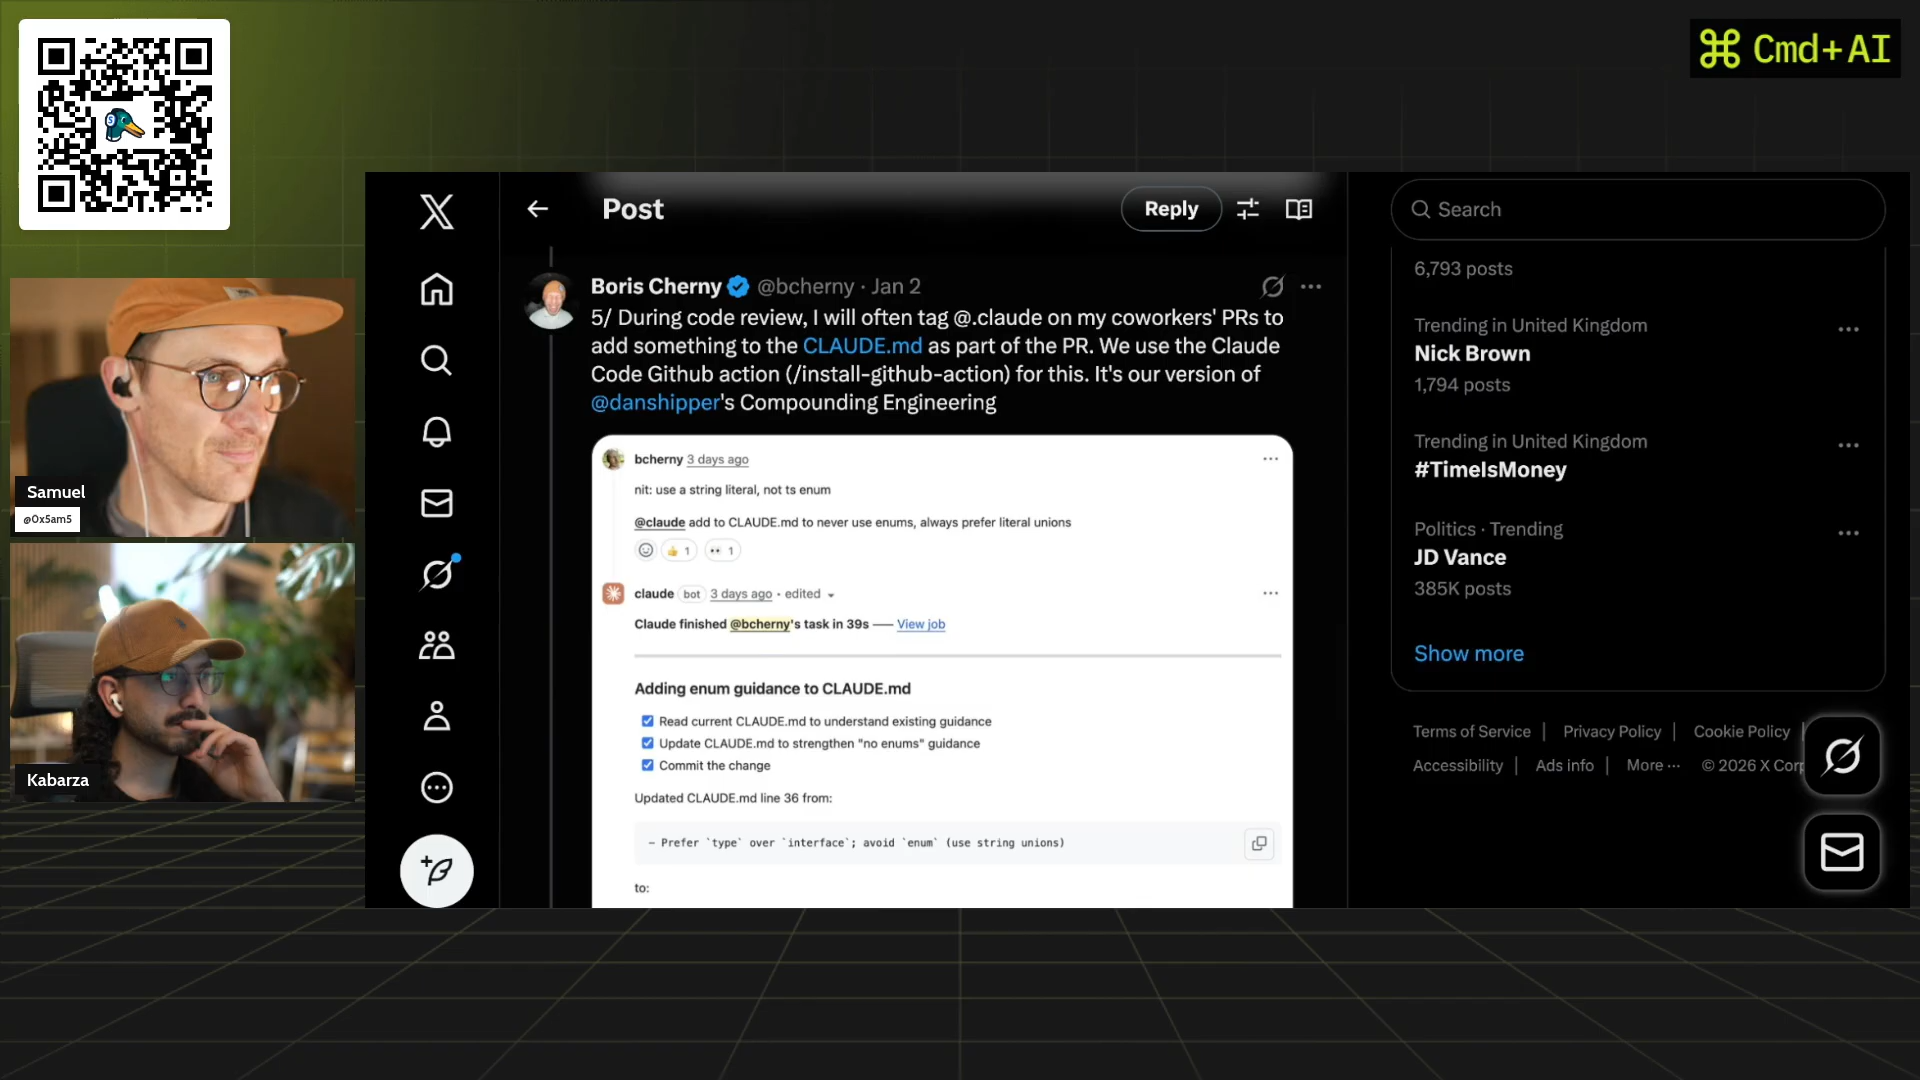 Cmd+AI
Samuel
@0x5am5
Kabarza
Post
Reply
Boris Cherny @bcherny · Jan 2
5/ During code review, I will often tag @.claude on my coworkers' PRs to
add something to the CLAUDE.md as part of the PR. We use the Claude
Code Github action (/install-github-action) for this. It's our version of
@danshipper's Compounding Engineering
bcherny 3 days ago
nit: use a string literal, not ts enum
@claude add to CLAUDE.md to never use enums, always prefer literal unions
👍 1 👀 1
claude bot 3 days ago • edited
Claude finished @bcherny's task in 39s —— View job
Adding enum guidance to CLAUDE.md
Read current CLAUDE.md to understand existing guidance
Update CLAUDE.md to strengthen "no enums" guidance
Commit the change
Updated CLAUDE.md line 36 from:
- Prefer `type` over `interface`; avoid `enum` (use string unions)
to:
Search
6,793 posts
Trending in United Kingdom
Nick Brown
1,794 posts
Trending in United Kingdom
#TimeIsMoney
Politics · Trending
JD Vance
385K posts
Show more
Terms of Service | Privacy Policy | Cookie Policy |
Accessibility | Ads info | More ··· © 2026 X Corp